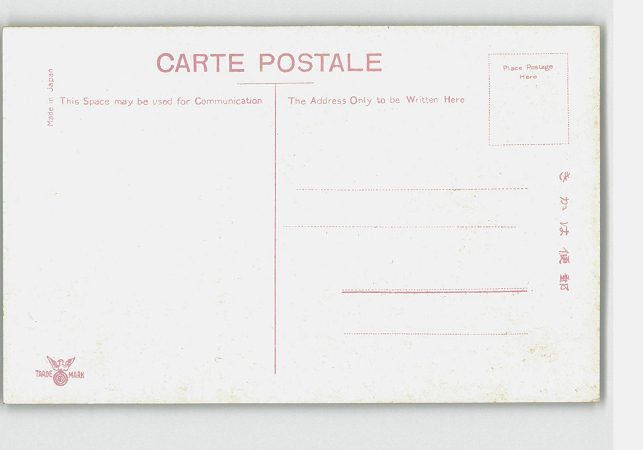 CARTE POSTALE
Made in Japan
This Space may be used for Communication
The Address Only to be Written Here
Place Postage
Here
きかは便郵
TRADE MARK